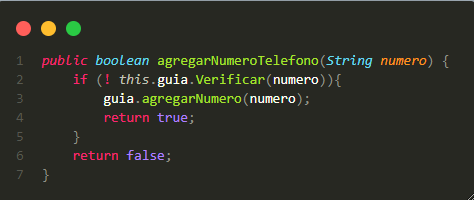 1 public boolean agregarNumeroTelefono(String numero) {
2     if (! this.guia.Verificar(numero)){
3         guia.agregarNumero(numero);
4         return true;
5     }
6     return false;
7 }